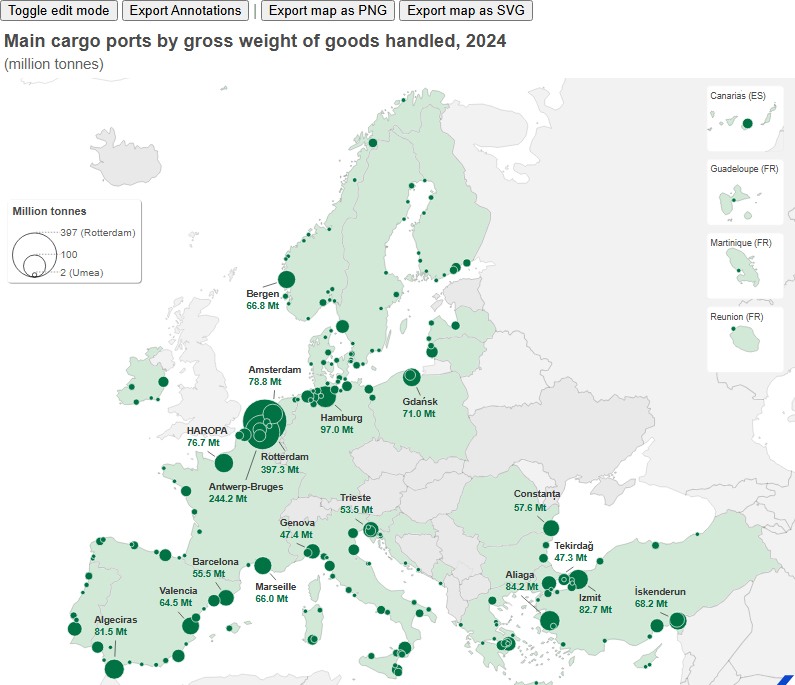 Toggle edit mode
Export Annotations
|
Export map as PNG
Export map as SVG
Main cargo ports by gross weight of goods handled, 2024
(million tonnes)
Canarias (ES)
Guadeloupe (FR)
Martinique (FR)
Reunion (FR)
Million tonnes
397 (Rotterdam)
100
2 (Umea)
Bergen
66.8 Mt
Amsterdam
78.8 Mt
Gdańsk
71.0 Mt
Hamburg
97.0 Mt
HAROPA
76.7 Mt
Rotterdam
397.3 Mt
Antwerp-Bruges
244.2 Mt
Trieste
53.5 Mt
Constanța
57.6 Mt
Genova
47.4 Mt
Tekirdağ
47.3 Mt
Barcelona
55.5 Mt
Marseille
66.0 Mt
Aliaga
84.2 Mt
Izmit
82.7 Mt
İskenderun
68.2 Mt
Valencia
64.5 Mt
Algeciras
81.5 Mt